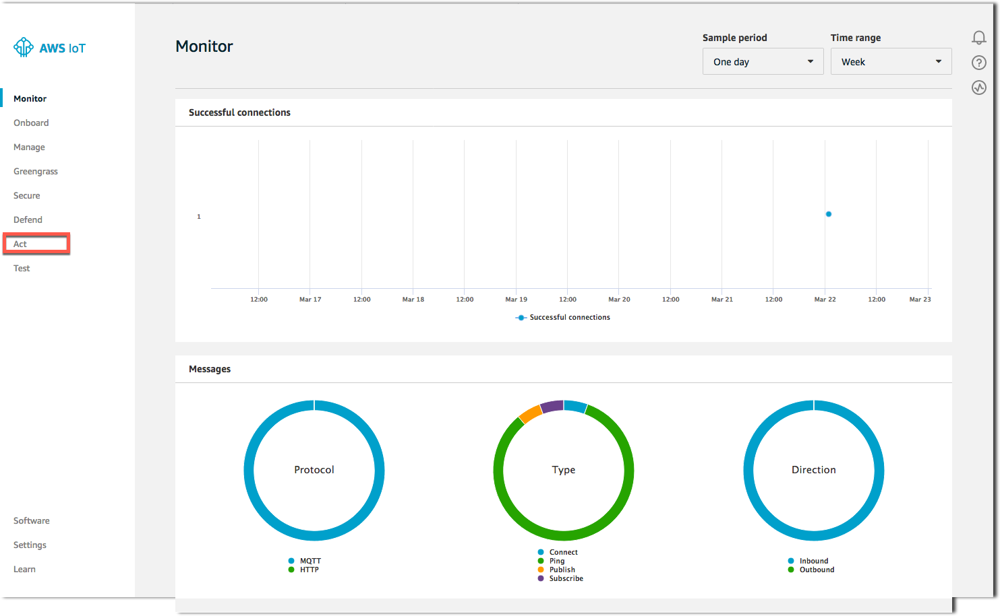 AWS IoT
Monitor
Onboard
Manage
Greengrass
Secure
Defend
Act
Test
Software
Settings
Learn
Monitor
Sample period
One day
Time range
Week
Successful connections
1
12:00 Mar 17 12:00 Mar 18 12:00 Mar 19 12:00 Mar 20 12:00 Mar 21 12:00 Mar 22 12:00 Mar 23
Successful connections
Messages
Protocol
MQTT
HTTP
Type
Connect
Ping
Publish
Subscribe
Direction
Inbound
Outbound